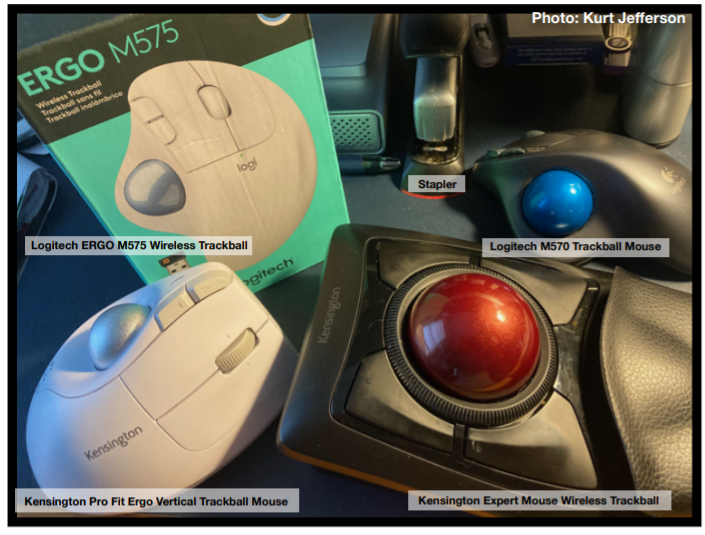 Photo: Kurt Jefferson
ERGO M575
Wireless Trackball
Trackball sans fil
Trackball inalámbrico
logi
Stapler
Logitech ERGO M575 Wireless Trackball
Logitech M570 Trackball Mouse
Logitech
ogitech
Kensington
Kensington
Kensington Pro Fit Ergo Vertical Trackball Mouse
Kensington Expert Mouse Wireless Trackball